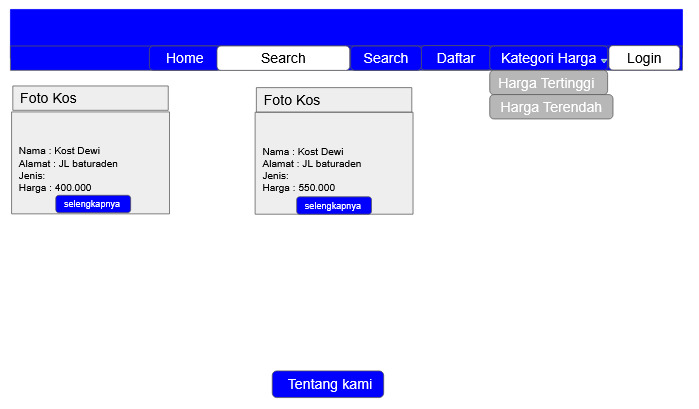 Home
Search
Search
Daftar
Kategori Harga
Login
Harga Tertinggi
Harga Terendah
Foto Kos
Nama : Kost Dewi
Alamat : JL baturaden
Jenis:
Harga : 400.000
selengkapnya
Foto Kos
Nama : Kost Dewi
Alamat : JL baturaden
Jenis:
Harga : 550.000
selengkapnya
Tentang kami